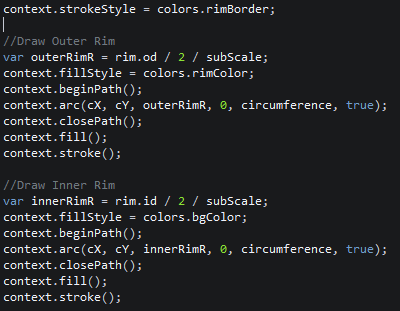 context.strokeStyle = colors.rimBorder;
//Draw Outer Rim
var outerRimR = rim.od / 2 / subScale;
context.fillStyle = colors.rimColor;
context.beginPath();
context.arc(cX, cY, outerRimR, 0, circumference, true);
context.closePath();
context.fill();
context.stroke();
//Draw Inner Rim
var innerRimR = rim.id / 2 / subScale;
context.fillStyle = colors.bgColor;
context.beginPath();
context.arc(cX, cY, innerRimR, 0, circumference, true);
context.closePath();
context.fill();
context.stroke();